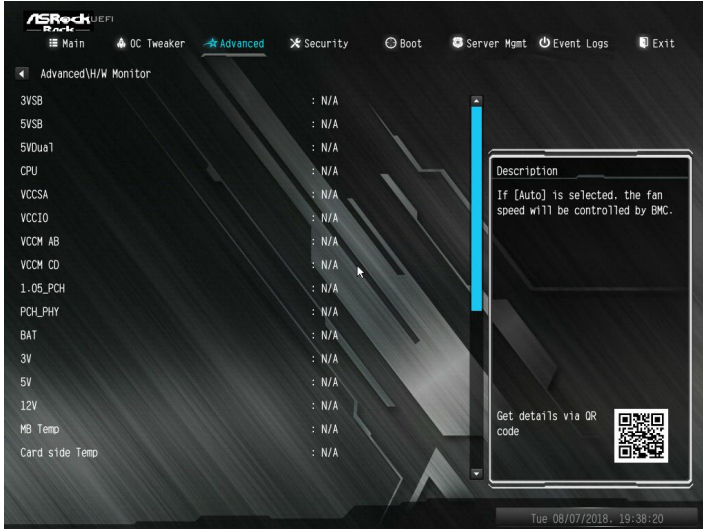 ASRock UEFI
Rack
Main OC Tweaker Advanced Security Boot Server Mgmt Event Logs Exit
Advanced\H/W Monitor
3VSB : N/A
5VSB : N/A
5VDual : N/A
CPU : N/A
VCCSA : N/A
VCCIO : N/A
VCCM AB : N/A
VCCM CD : N/A
1.05_PCH : N/A
PCH_PHY : N/A
BAT : N/A
3V : N/A
5V : N/A
12V : N/A
MB Temp : N/A
Card side Temp : N/A
Description
If [Auto] is selected, the fan
speed will be controlled by BMC.
Get details via QR
code
Tue 08/07/2018, 19:38:20